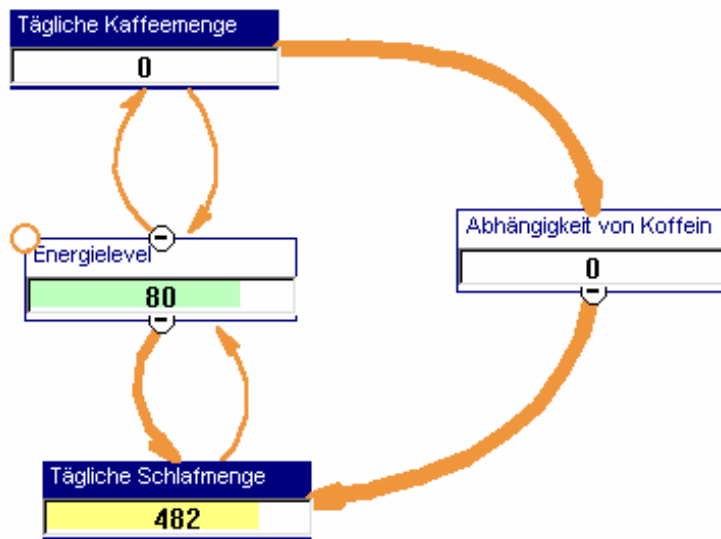 Tägliche Kaffeemenge
0
Energielevel
80
Abhängigkeit von Koffein
0
Tägliche Schlafmenge
482